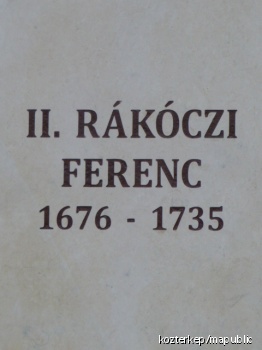 II. RÁKÓCZI
FERENC
1676 - 1735
kozterkep/mapublic